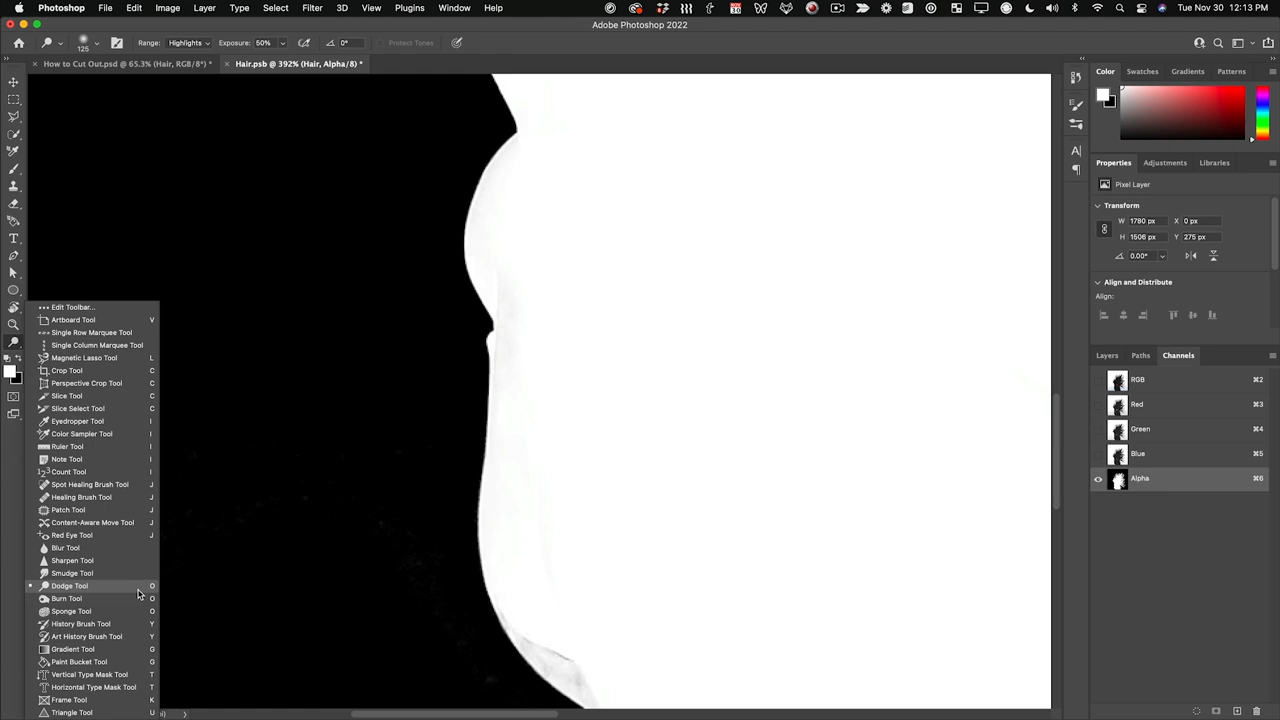 Photoshop File Edit Image Layer Type Select Filter 3D View Plugins Window Help 30 Tue Nov 30 12:13 PM
Adobe Photoshop 2022
125 Range: Highlights Exposure: 50% 0° Protect Tones
How to Cut Out.psd @ 65.3% (Hair, RGB/8*) * Hair.psb @ 392% (Hair, Alpha/8) *
Color Swatches Gradients Patterns
Properties Adjustments Libraries
Pixel Layer
Transform
W 1780 px X 0 px
H 1506 px Y 275 px
0.00°
Align and Distribute
Align:
Layers Paths Channels
RGB ⌘2
Red ⌘3
Green ⌘4
Blue ⌘5
Alpha ⌘6
Edit Toolbar...
Artboard Tool V
Single Row Marquee Tool
Single Column Marquee Tool
Magnetic Lasso Tool L
Crop Tool C
Perspective Crop Tool C
Slice Tool C
Slice Select Tool C
Eyedropper Tool I
Color Sampler Tool I
Ruler Tool I
Note Tool I
Count Tool I
Spot Healing Brush Tool J
Healing Brush Tool J
Patch Tool J
Content-Aware Move Tool J
Red Eye Tool J
Blur Tool
Sharpen Tool
Smudge Tool
Dodge Tool O
Burn Tool O
Sponge Tool O
History Brush Tool Y
Art History Brush Tool Y
Gradient Tool G
Paint Bucket Tool G
Vertical Type Mask Tool T
Horizontal Type Mask Tool T
Frame Tool K
Triangle Tool U